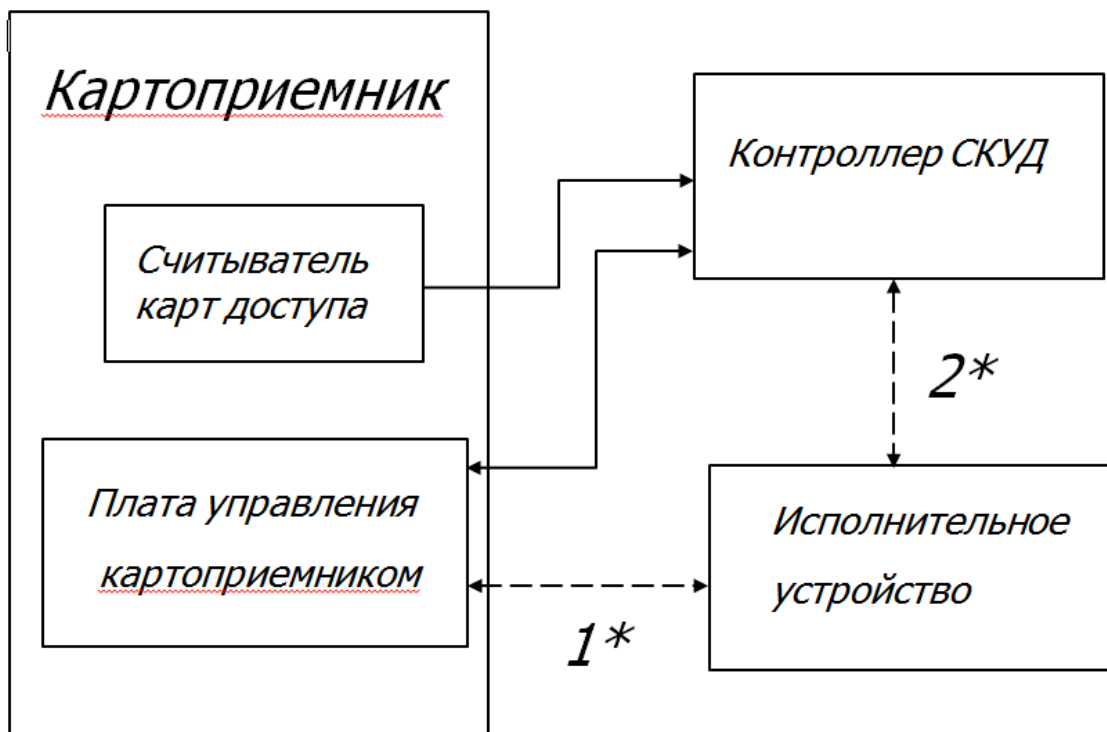 Картоприемник
Контроллер СКУД
Считыватель
карт доступа
2*
Плата управления
картоприемником
Исполнительное
устройство
1*